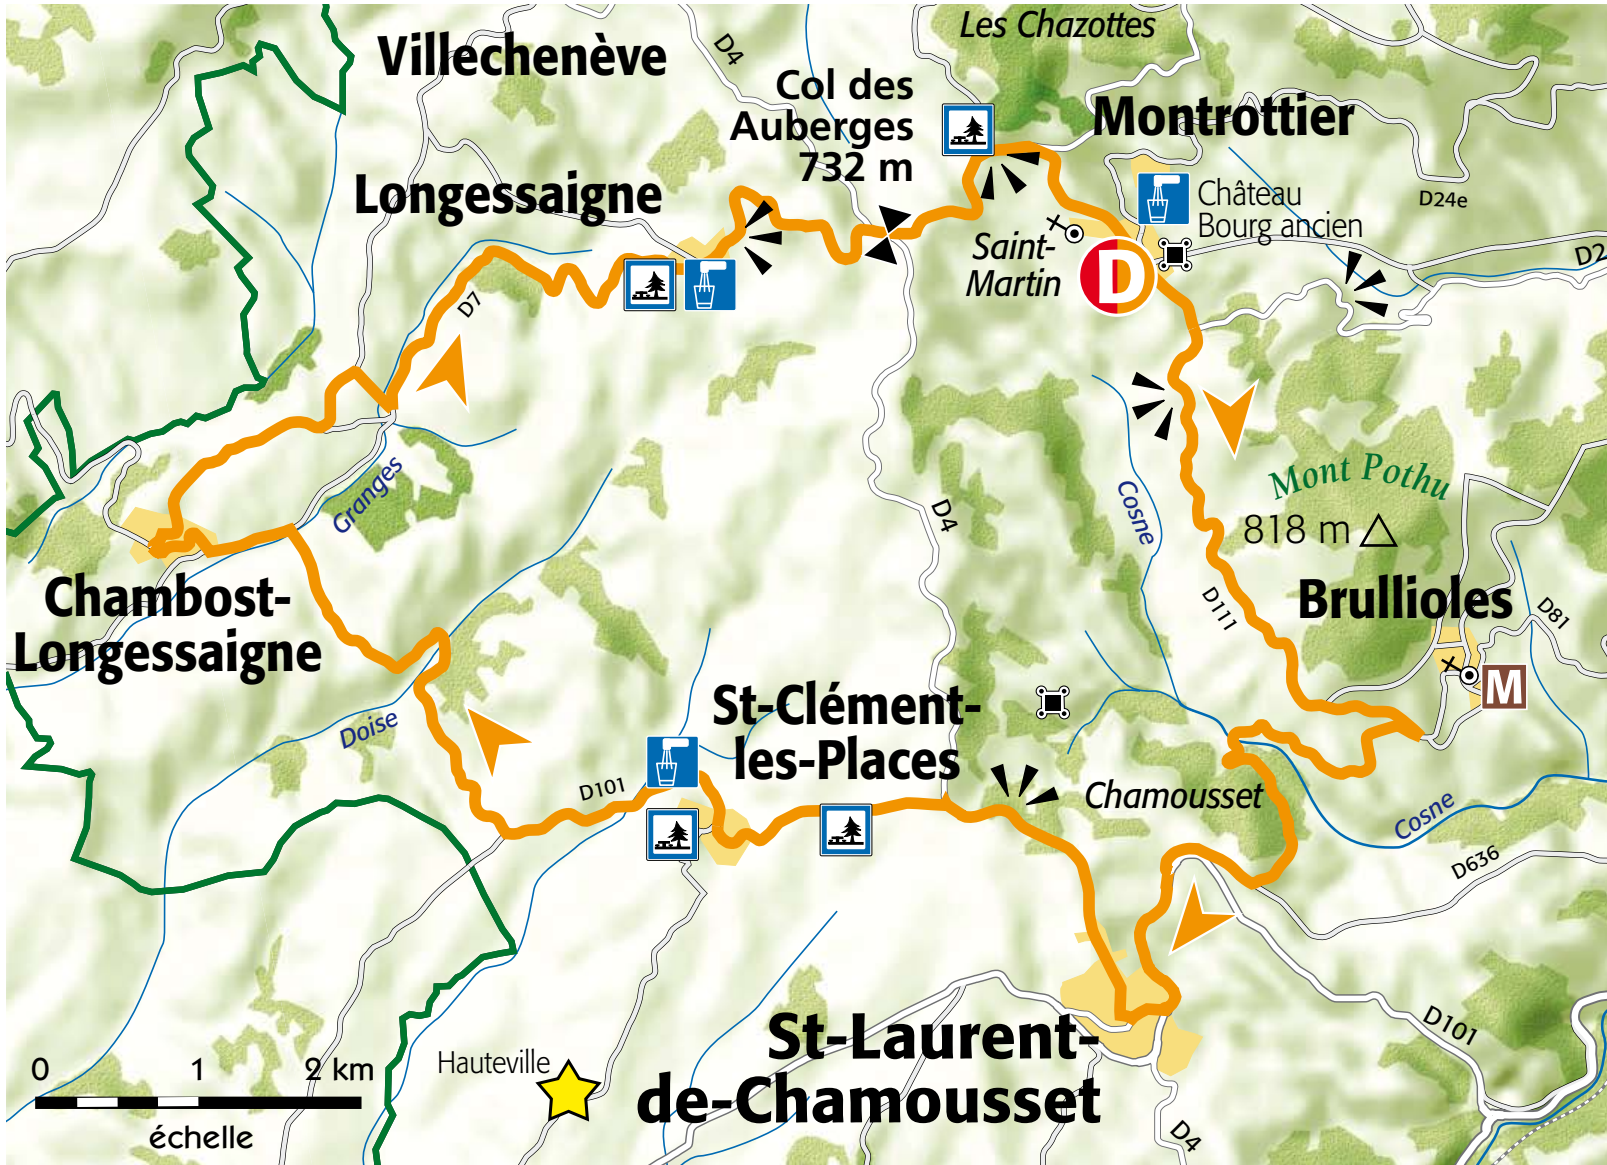 Les Chazottes
Villechenève
D4
Col des
Auberges
732 m
Montrottier
Longessaigne
Château
Bourg ancien
D24e
Saint-
Martin
D
D2
D7
Mont Pothu
818 m
Granges
Cosne
D4
Chambost-
Longessaigne
Brullioles
D111
D81
M
St-Clément-
les-Places
Doise
D101
Chamousset
Cosne
D636
St-Laurent-
de-Chamousset
D101
Hauteville
0 1 2 km
échelle
D4